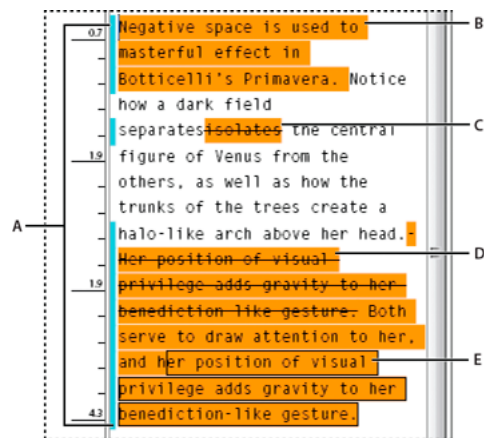 Negative space is used to
masterful effect in
Botticelli's Primavera. Notice
how a dark field
separatesisolates the central
figure of Venus from the
others, as well as how the
trunks of the trees create a
halo-like arch above her head.-
Her position of visual
privilege adds gravity to her
benediction like gesture. Both
serve to draw attention to her,
and her position of visual
privilege adds gravity to her
benediction-like gesture.
0.7
1.9
1.9
4.3
A
B
C
D
E